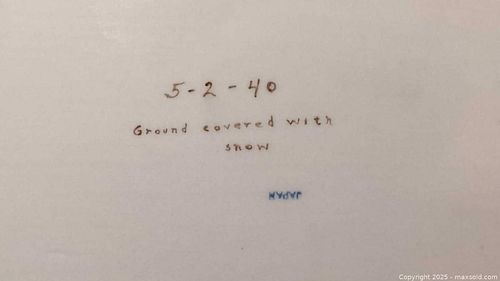 5-2-40
Ground covered with
snow
JAPAN
Copyright 2025 - maxsold.com